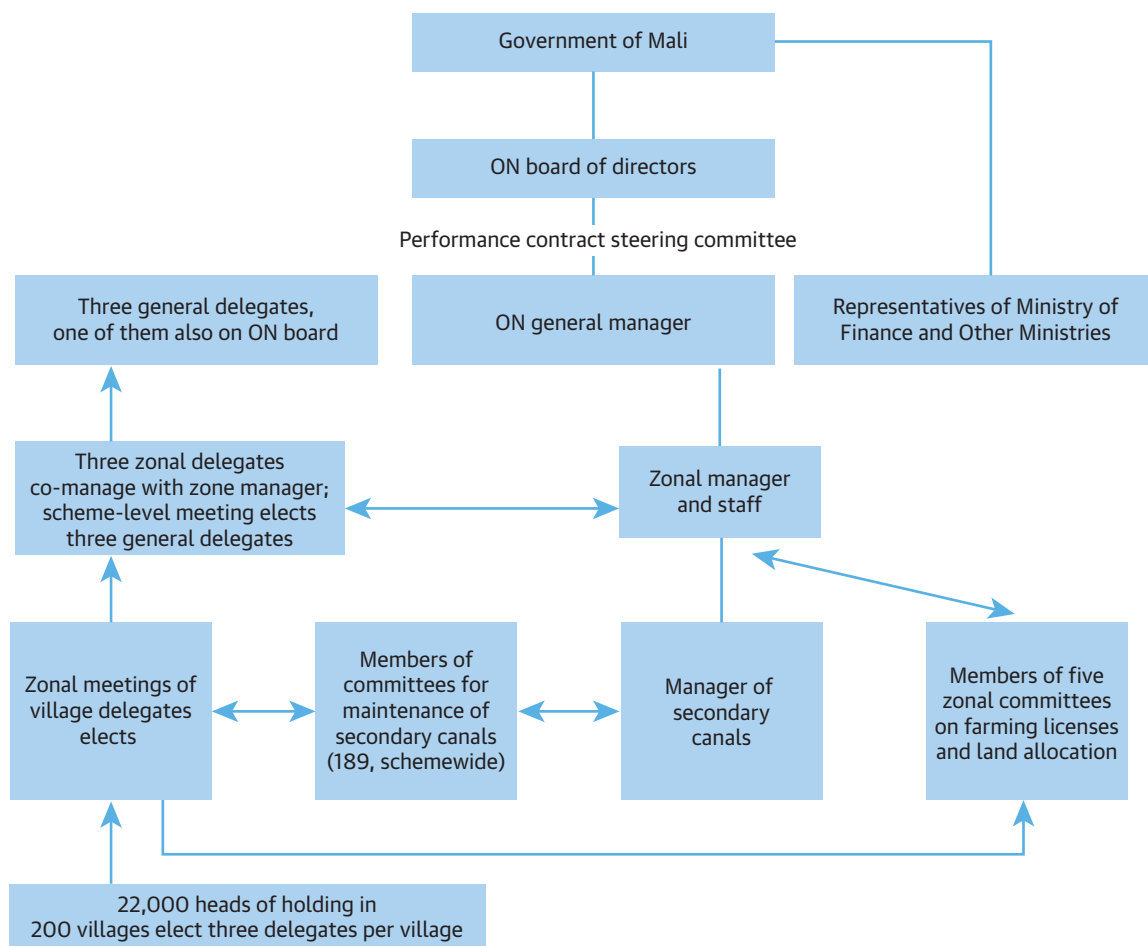 Government of Mali
ON board of directors
Performance contract steering committee
Three general delegates,
one of them also on ON board
ON general manager
Representatives of Ministry of
Finance and Other Ministries
Three zonal delegates
co-manage with zone manager;
scheme-level meeting elects
three general delegates
Zonal manager
and staff
Zonal meetings of
village delegates
elects
Members of
committees for
maintenance of
secondary canals
(189, schemewide)
Manager of
secondary
canals
Members of five
zonal committees
on farming licenses
and land allocation
22,000 heads of holding in
200 villages elect three delegates per village